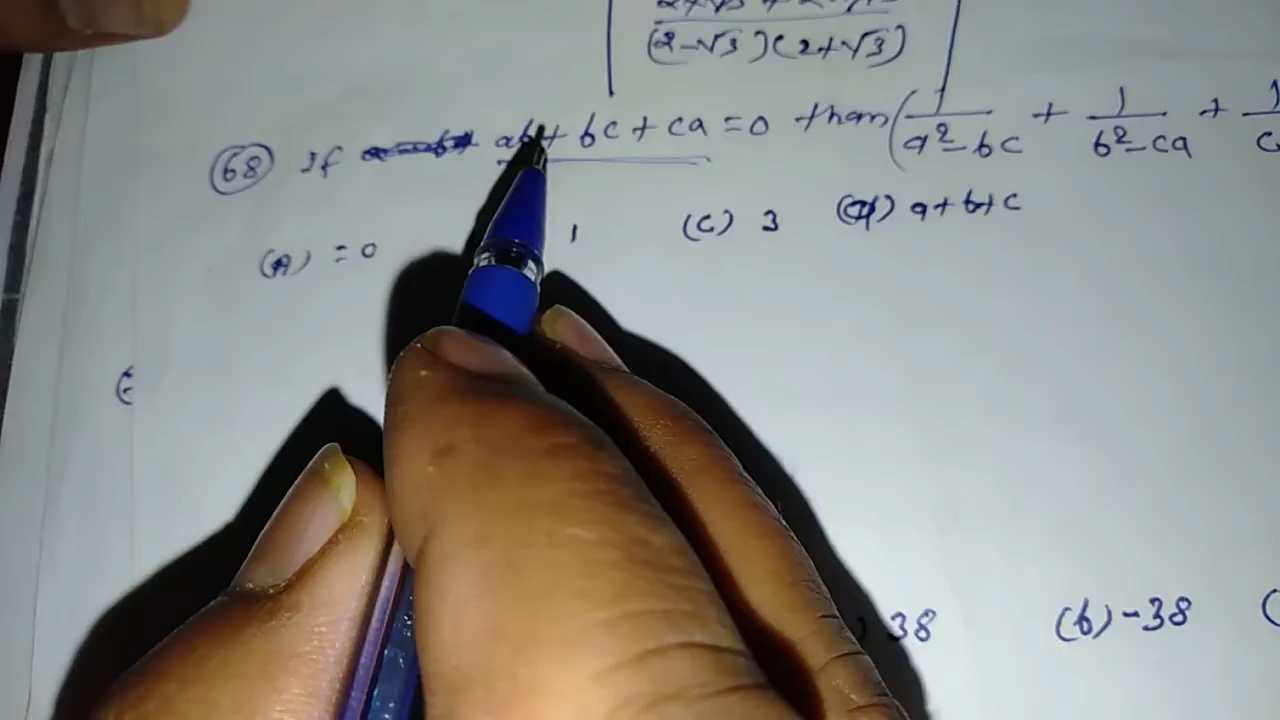 (2-√3)(2+√3)
(68) If ab+ bc+ca=0 than (1/a²-bc + 1/b²-ca + 1/c
(A) =0 1 (C) 3 (d) a+b+c
38 (b)-38 (